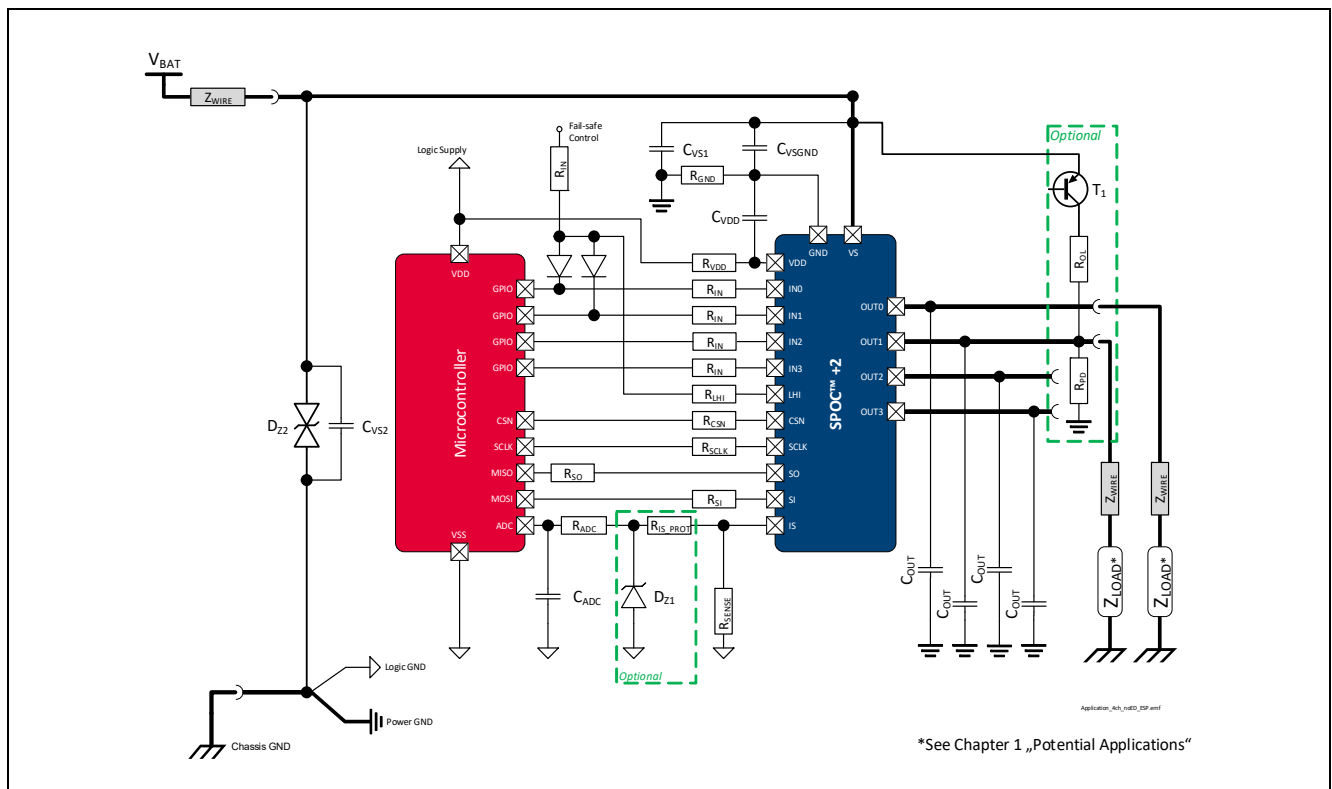 VBAT
ZWIRE
Fail-safe
Control
Optional
Logic Supply
RIN
CVS1
CVSGND
RGND
T1
CVDD
ROL
GND
VS
VDD
RVDD
VDD
GPIO
RIN
IN0
OUT0
GPIO
RIN
IN1
OUT1
GPIO
RIN
IN2
OUT2
RPD
GPIO
RIN
IN3
OUT3
RLHI
LHI
Microcontroller
SPOC™ +2
DZ2
CVS2
CSN
RCSN
CSN
SCLK
RSCLK
SCLK
MISO
RSO
SO
ZWIRE
ZWIRE
MOSI
RSI
SI
ADC
RADC
RIS_PROT
IS
VSS
CADC
DZ1
RSENSE
COUT
COUT
COUT
COUT
ZLOAD*
ZLOAD*
Optional
Logic GND
Power GND
Chassis GND
Application_4ch_noED_ESP.emf
*See Chapter 1 „Potential Applications“